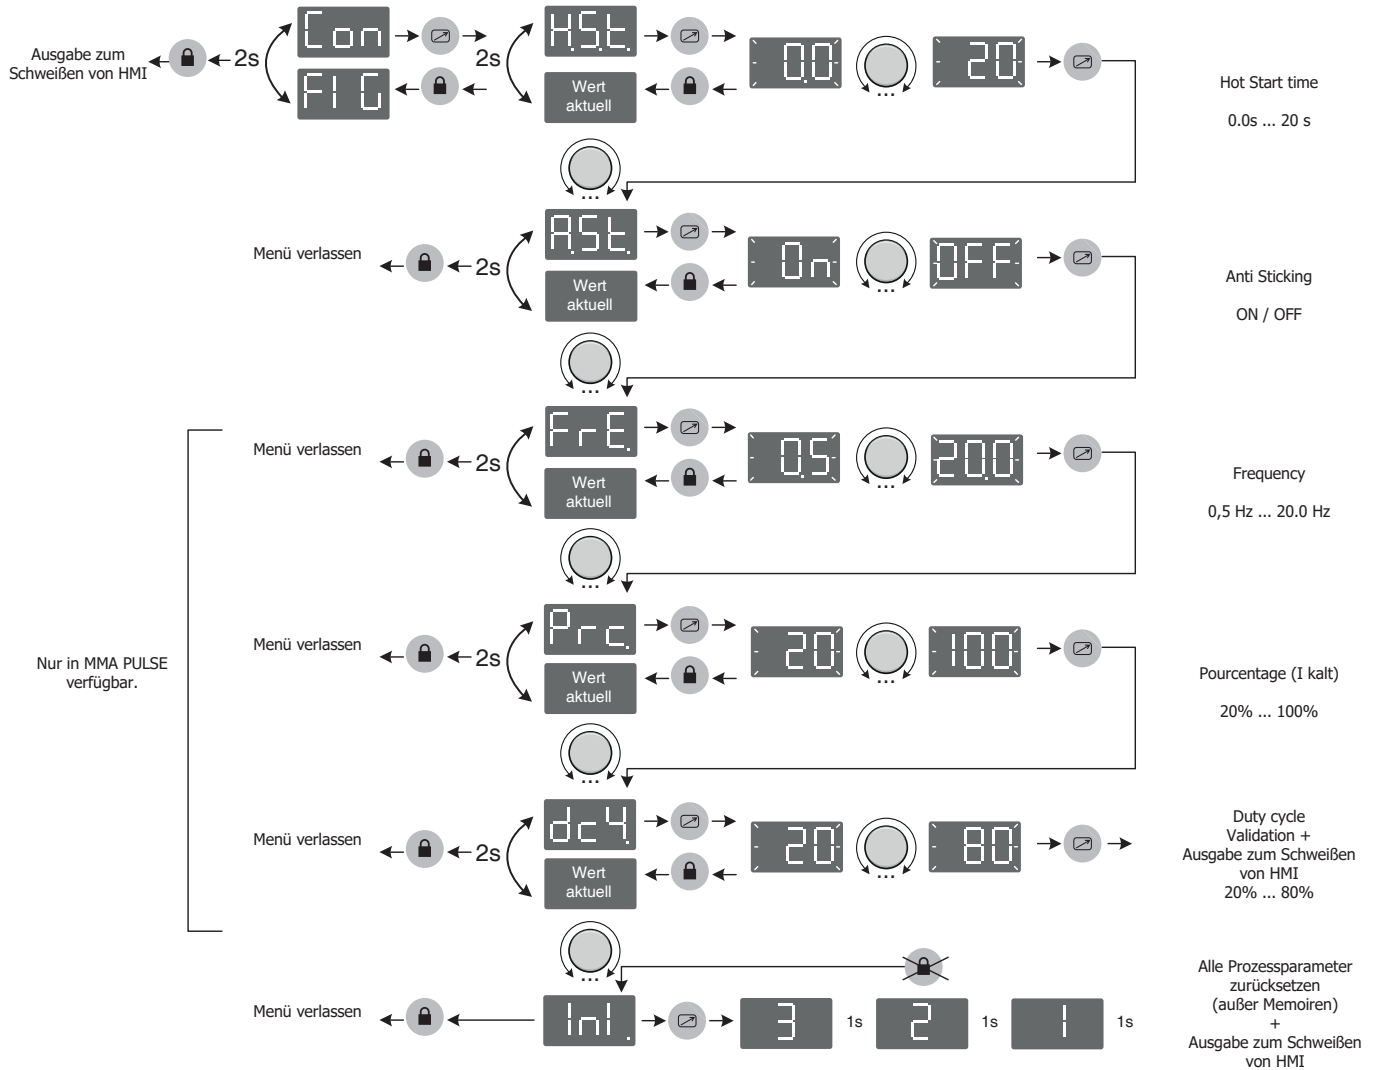 Ausgabe zum
Schweißen von HMI
2s
Con
FIG
2s
H.S.t.
Wert
aktuell
0.0
...
20
Hot Start time
0.0s ... 20 s
...
Menü verlassen
2s
A.S.t.
Wert
aktuell
On
...
OFF
Anti Sticking
ON / OFF
...
Menü verlassen
2s
FrE.
Wert
aktuell
0.5
...
20.0
Frequency
0,5 Hz ... 20.0 Hz
...
Nur in MMA PULSE
verfügbar.
Menü verlassen
2s
Prc.
Wert
aktuell
20
...
100
Pourcentage (I kalt)
20% ... 100%
...
Menü verlassen
2s
dcy.
Wert
aktuell
20
...
80
Duty cycle
Validation +
Ausgabe zum Schweißen
von HMI
20% ... 80%
...
Menü verlassen
InI.
3
1s
2
1s
1
1s
Alle Prozessparameter
zurücksetzen
(außer Memoiren)
+
Ausgabe zum Schweißen
von HMI